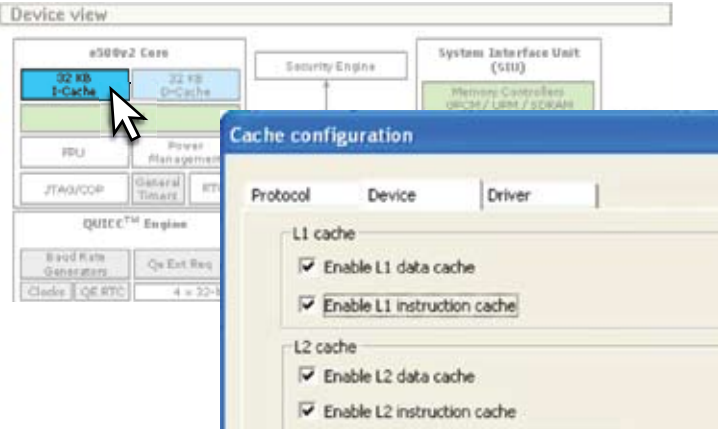 Device view
e500v2 Core
32 KB
I-Cache
32 KB
D-Cache
FPU
Power
Management
JTAG/COP
General
Timers
QUICC™ Engine
Baud Rate
Generators
Qe Ext Req
Clocks
QE RTC
Security Engine
System Interface Unit
(SIU)
Memory Controllers
Cache configuration
Protocol
Device
Driver
L1 cache
Enable L1 data cache
Enable L1 instruction cache
L2 cache
Enable L2 data cache
Enable L2 instruction cache